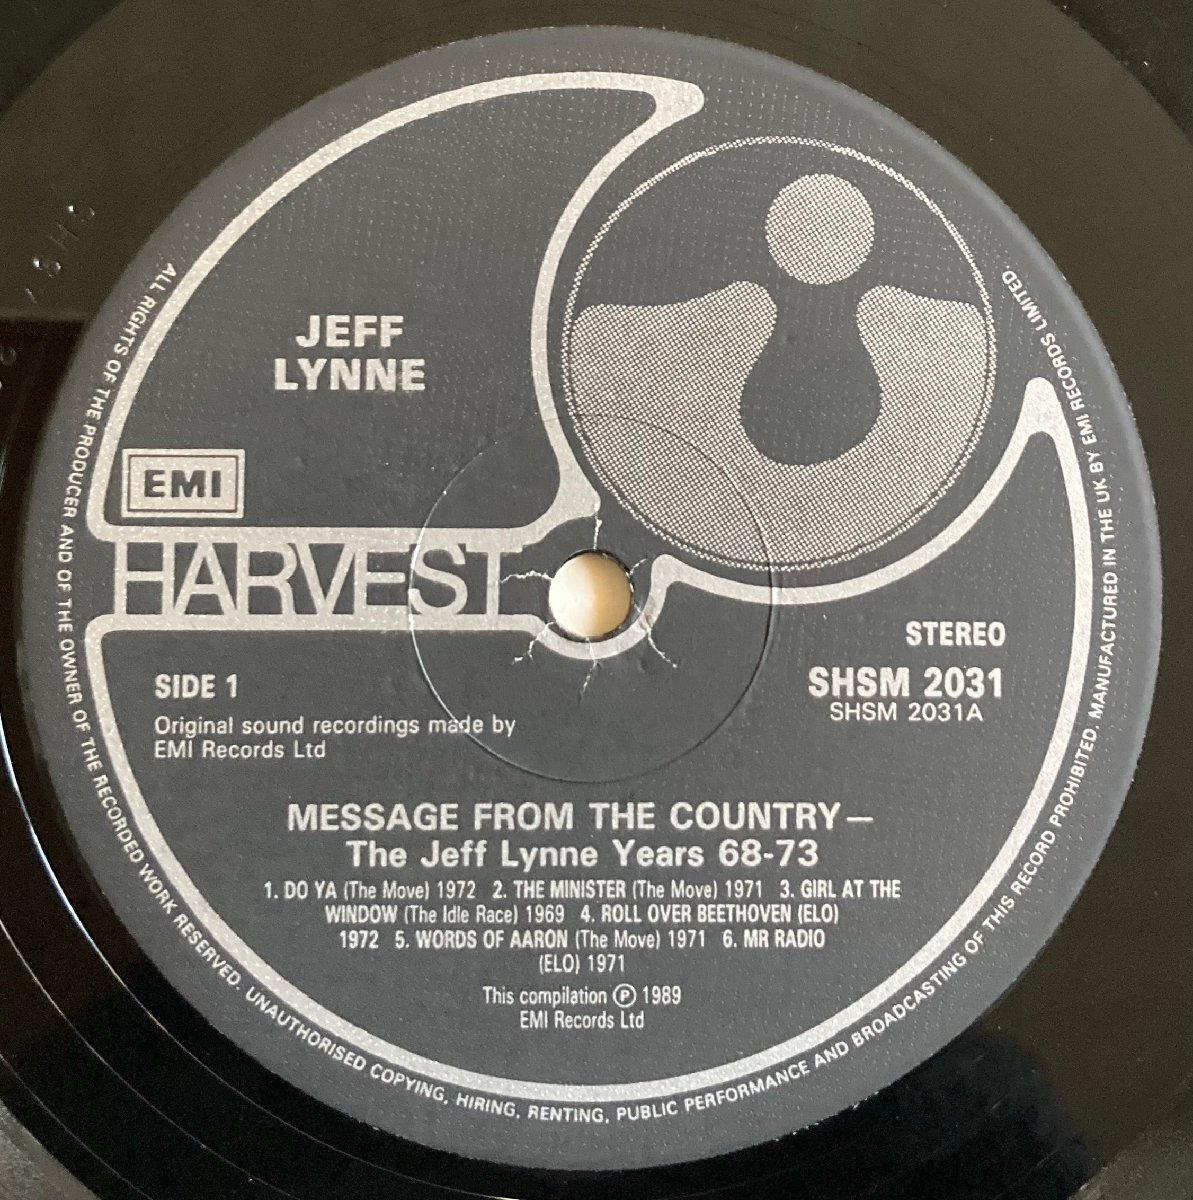 JEFF
LYNNE
EMI
HARVEST
STEREO
SHSM 2031
SHSM 2031A
SIDE 1
Original sound recordings made by
EMI Records Ltd
MESSAGE FROM THE COUNTRY—
The Jeff Lynne Years 68-73
1. DO YA (The Move) 1972 2. THE MINISTER (The Move) 1971 3. GIRL AT THE
WINDOW (The Idle Race) 1969 4. ROLL OVER BEETHOVEN (ELO)
1972 5. WORDS OF AARON (The Move) 1971 6. MR RADIO
(ELO) 1971
This compilation ℗ 1989
EMI Records Ltd
ALL RIGHTS OF THE PRODUCER AND OF THE OWNER OF THE RECORDED WORK RESERVED. UNAUTHORISED COPYING, HIRING, RENTING, PUBLIC PERFORMANCE AND BROADCASTING OF THIS RECORD PROHIBITED. MANUFACTURED IN THE UK BY EMI RECORDS LIMITED.